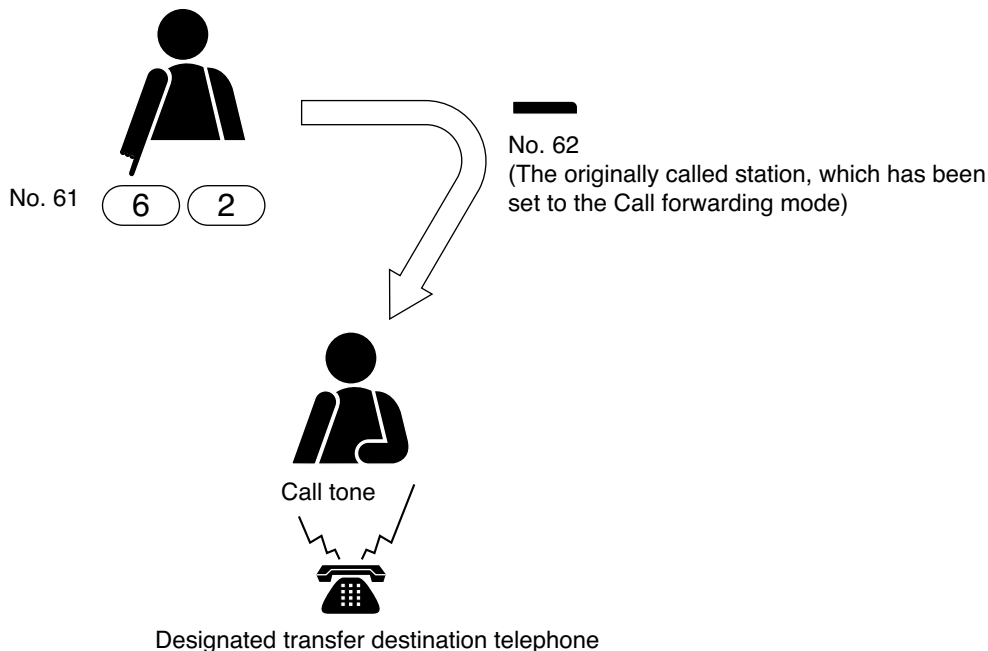 No. 62
(The originally called station, which has been
set to the Call forwarding mode)
No. 61
6 2
Call tone
Designated transfer destination telephone